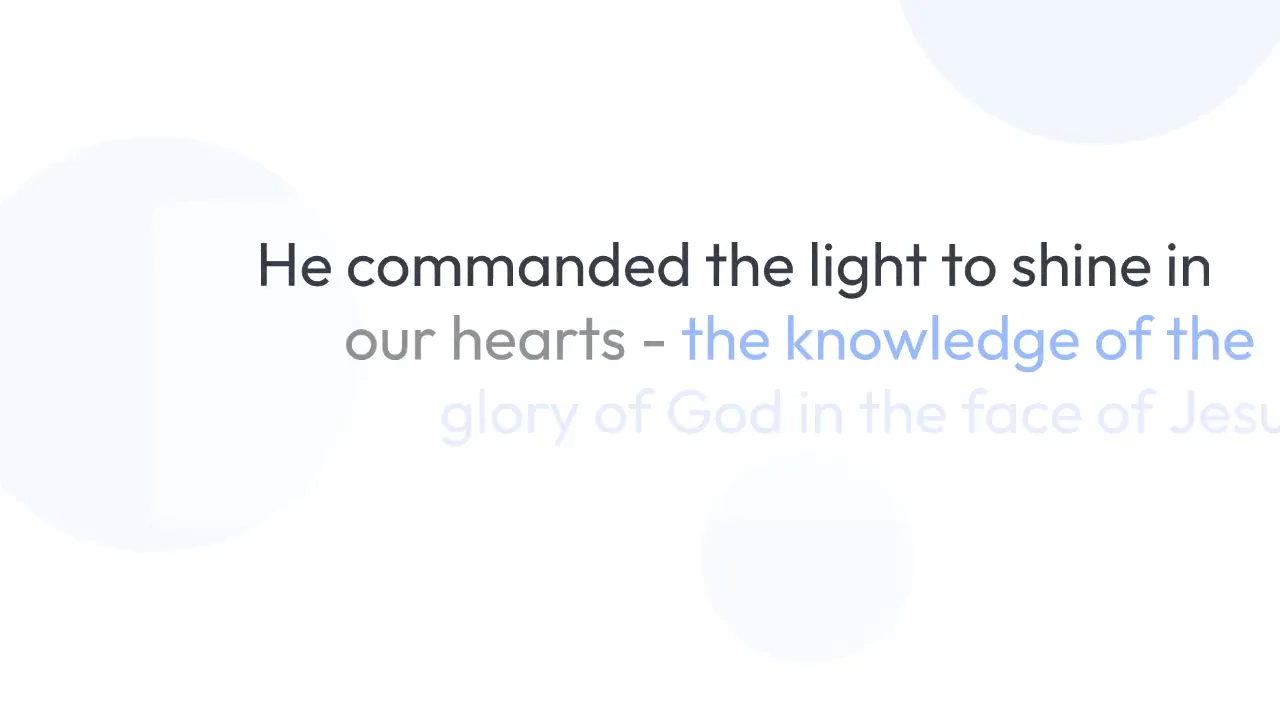 He commanded the light to shine in
our hearts - the knowledge of the
glory of God in the face of Jesu